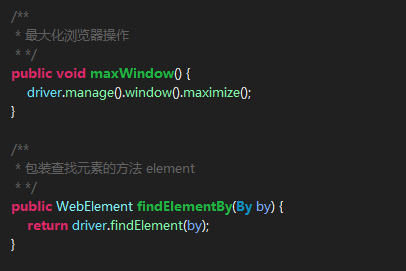 /**
 * 最大化浏览器操作
 * */
public void maxWindow() {
    driver.manage().window().maximize();
}

/**
 * 包装查找元素的方法 element
 * */
public WebElement findElementBy(By by) {
    return driver.findElement(by);
}